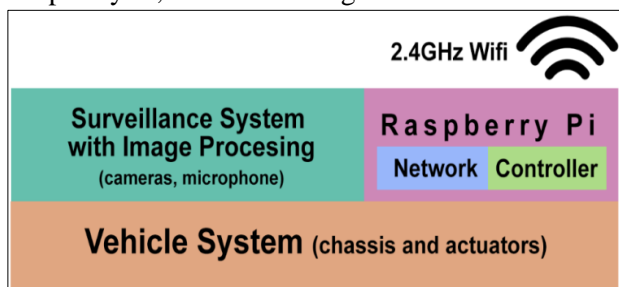 2.4GHz Wifi
Surveillance System
with Image Procesing
(cameras, microphone)
Raspberry Pi
Network Controller
Vehicle System (chassis and actuators)